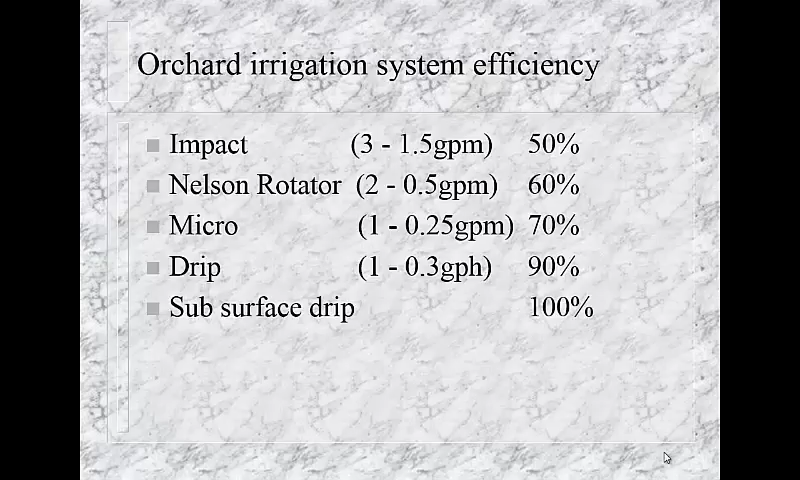 Orchard irrigation system efficiency
Impact (3 - 1.5gpm) 50%
Nelson Rotator (2 - 0.5gpm) 60%
Micro (1 - 0.25gpm) 70%
Drip (1 - 0.3gph) 90%
Sub surface drip 100%